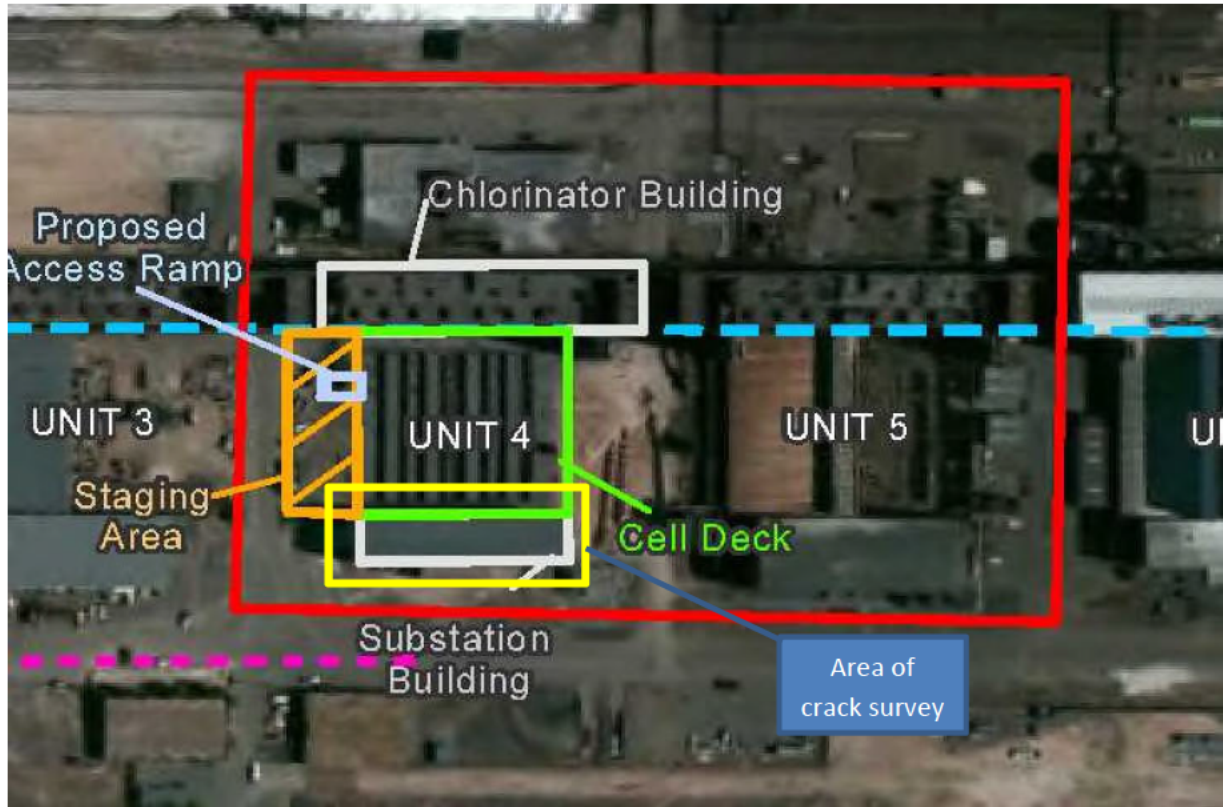 Chlorinator Building
Proposed
Access Ramp
UNIT 3
UNIT 4
UNIT 5
Staging
Area
Cell Deck
Substation
Building
Area of
crack survey